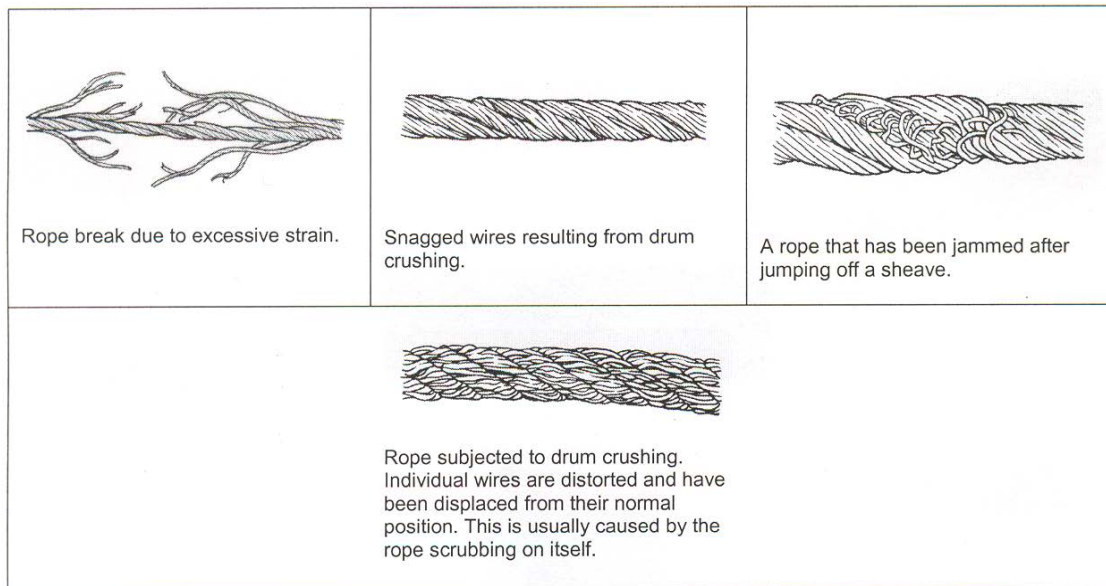 Rope break due to excessive strain.
Snagged wires resulting from drum
crushing.
A rope that has been jammed after
jumping off a sheave.
Rope subjected to drum crushing.
Individual wires are distorted and have
been displaced from their normal
position. This is usually caused by the
rope scrubbing on itself.